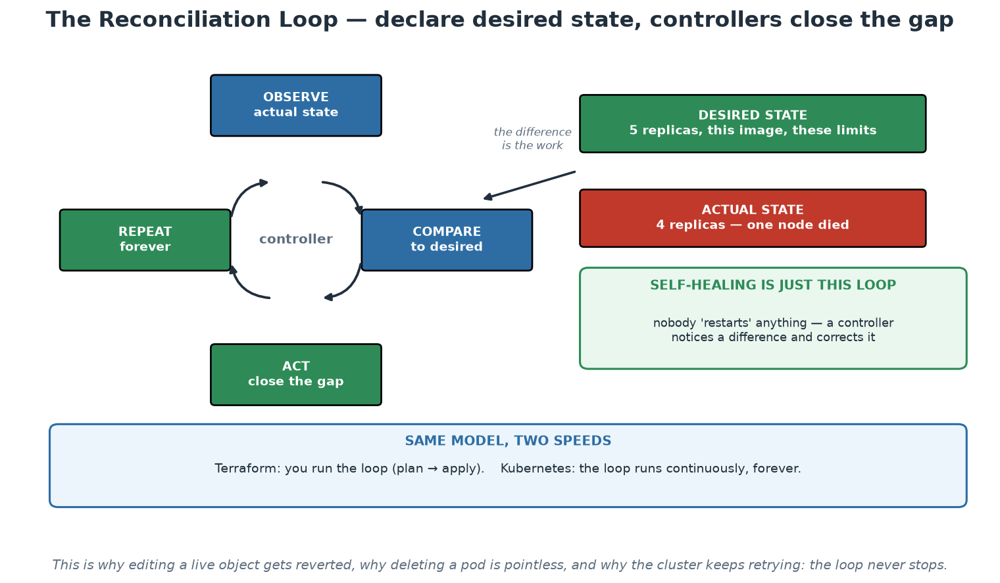 The Reconciliation Loop — declare desired state, controllers close the gap
OBSERVE
actual state
the difference
is the work
DESIRED STATE
5 replicas, this image, these limits
REPEAT
forever
controller
COMPARE
to desired
ACTUAL STATE
4 replicas — one node died
SELF-HEALING IS JUST THIS LOOP
nobody 'restarts' anything — a controller
notices a difference and corrects it
ACT
close the gap
SAME MODEL, TWO SPEEDS
Terraform: you run the loop (plan → apply).    Kubernetes: the loop runs continuously, forever.
This is why editing a live object gets reverted, why deleting a pod is pointless, and why the cluster keeps retrying: the loop never stops.